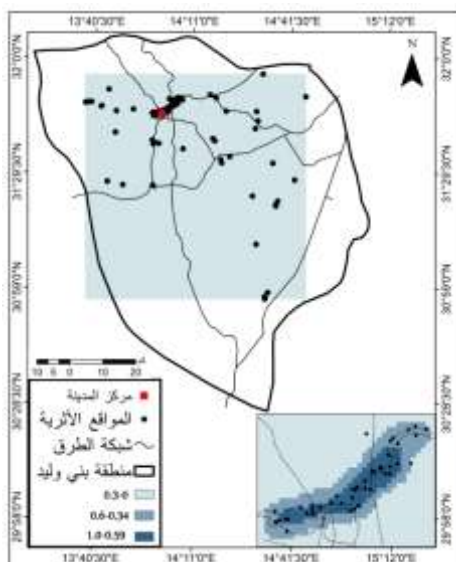 13°40'30"E 14°11'0"E 14°41'30"E 15°12'0"E
N
32°0'0"N 32°0'0"N
31°29'30"N 31°29'30"N
30°59'0"N 30°59'0"N
30°28'30"N 30°28'30"N
29°58'0"N 29°58'0"N
10 5 0 10 20
مركز المدينة
المواقع الأثرية
شبكة الطرق
منطقة بني وليد
0.3-0
0.6-0.34
1.0-0.59
13°40'30"E 14°11'0"E 14°41'30"E 15°12'0"E